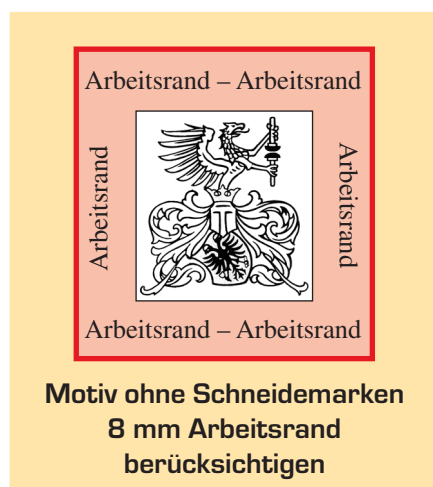 Arbeitsrand – Arbeitsrand
Arbeitsrand
Arbeitsrand
Arbeitsrand – Arbeitsrand
Motiv ohne Schneidemarken
8 mm Arbeitsrand
berücksichtigen